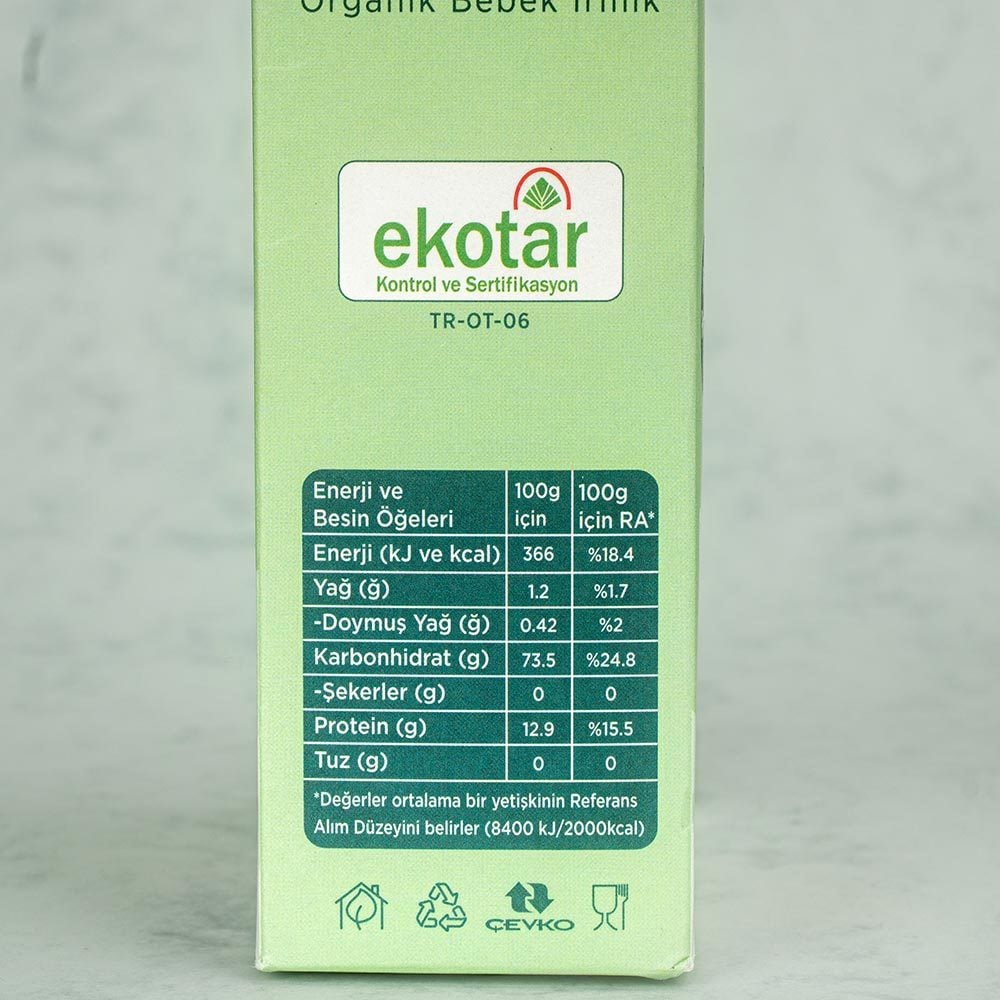 Organik Bebek İrmik
ekotar
Kontrol ve Sertifikasyon
TR-OT-06
Enerji ve Besin Öğeleri 100g için 100g için RA*
Enerji (kJ ve kcal) 366 %18.4
Yağ (ğ) 1.2 %1.7
-Doymuş Yağ (ğ) 0.42 %2
Karbonhidrat (g) 73.5 %24.8
-Şekerler (g) 0 0
Protein (g) 12.9 %15.5
Tuz (g) 0 0
*Değerler ortalama bir yetişkinin Referans
Alım Düzeyini belirler (8400 kJ/2000kcal)
ÇEVKO